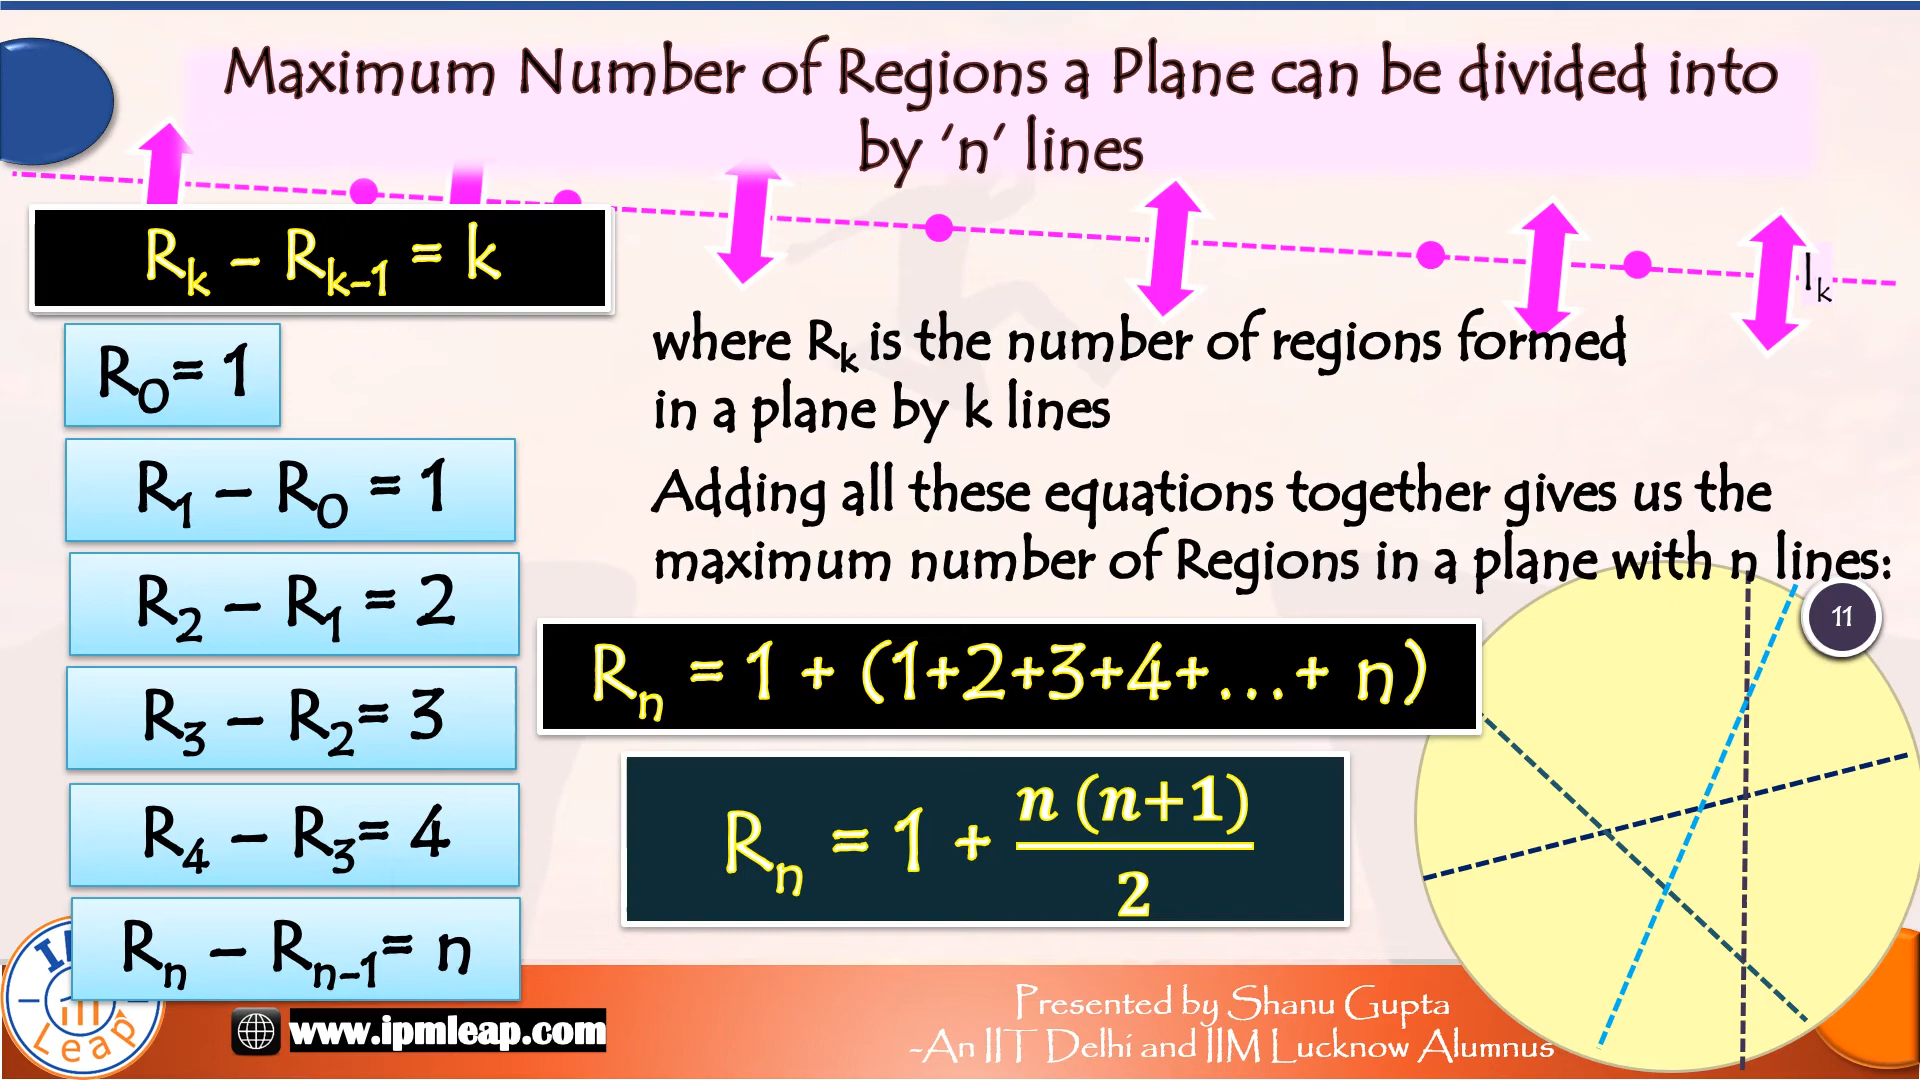 Maximum Number of Regions a Plane can be divided into
by ‘n’ lines
R_k – R_{k-1} = k
l_k
R_0= 1
where R_k is the number of regions formed
in a plane by k lines
R_1 – R_0 = 1
Adding all these equations together gives us the
maximum number of Regions in a plane with n lines:
R_2 – R_1 = 2
11
R_n = 1 + (1+2+3+4+...+ n)
R_3 – R_2= 3
R_4 – R_3= 4
R_n = 1 + n (n+1)/2
R_n – R_{n-1}= n
Leap
www.ipmleap.com
Presented by Shanu Gupta
-An IIT Delhi and IIM Lucknow Alumnus